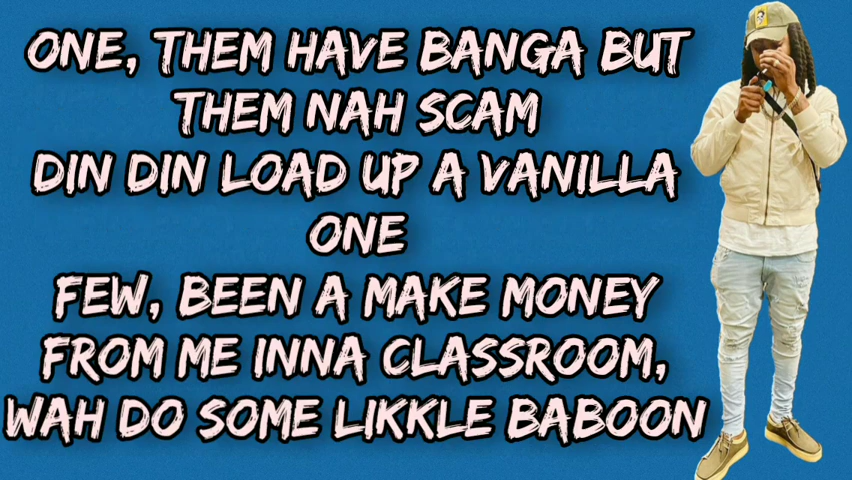 ONE, THEM HAVE BANGA BUT
THEM NAH SCAM
DIN DIN LOAD UP A VANILLA
ONE
FEW, BEEN A MAKE MONEY
FROM ME INNA CLASSROOM,
WAH DO SOME LIKKLE BABOON